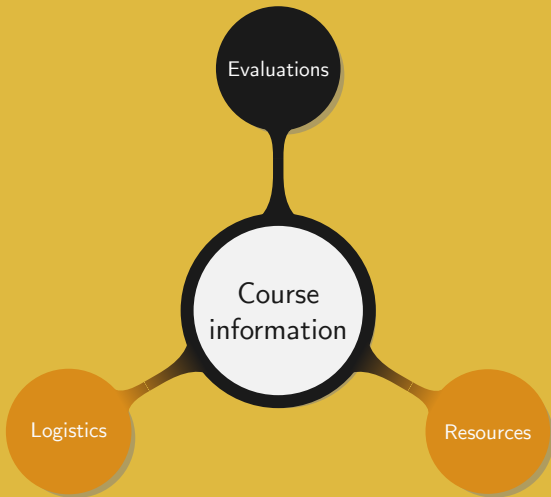 Evaluations
Course
information
Logistics
Resources